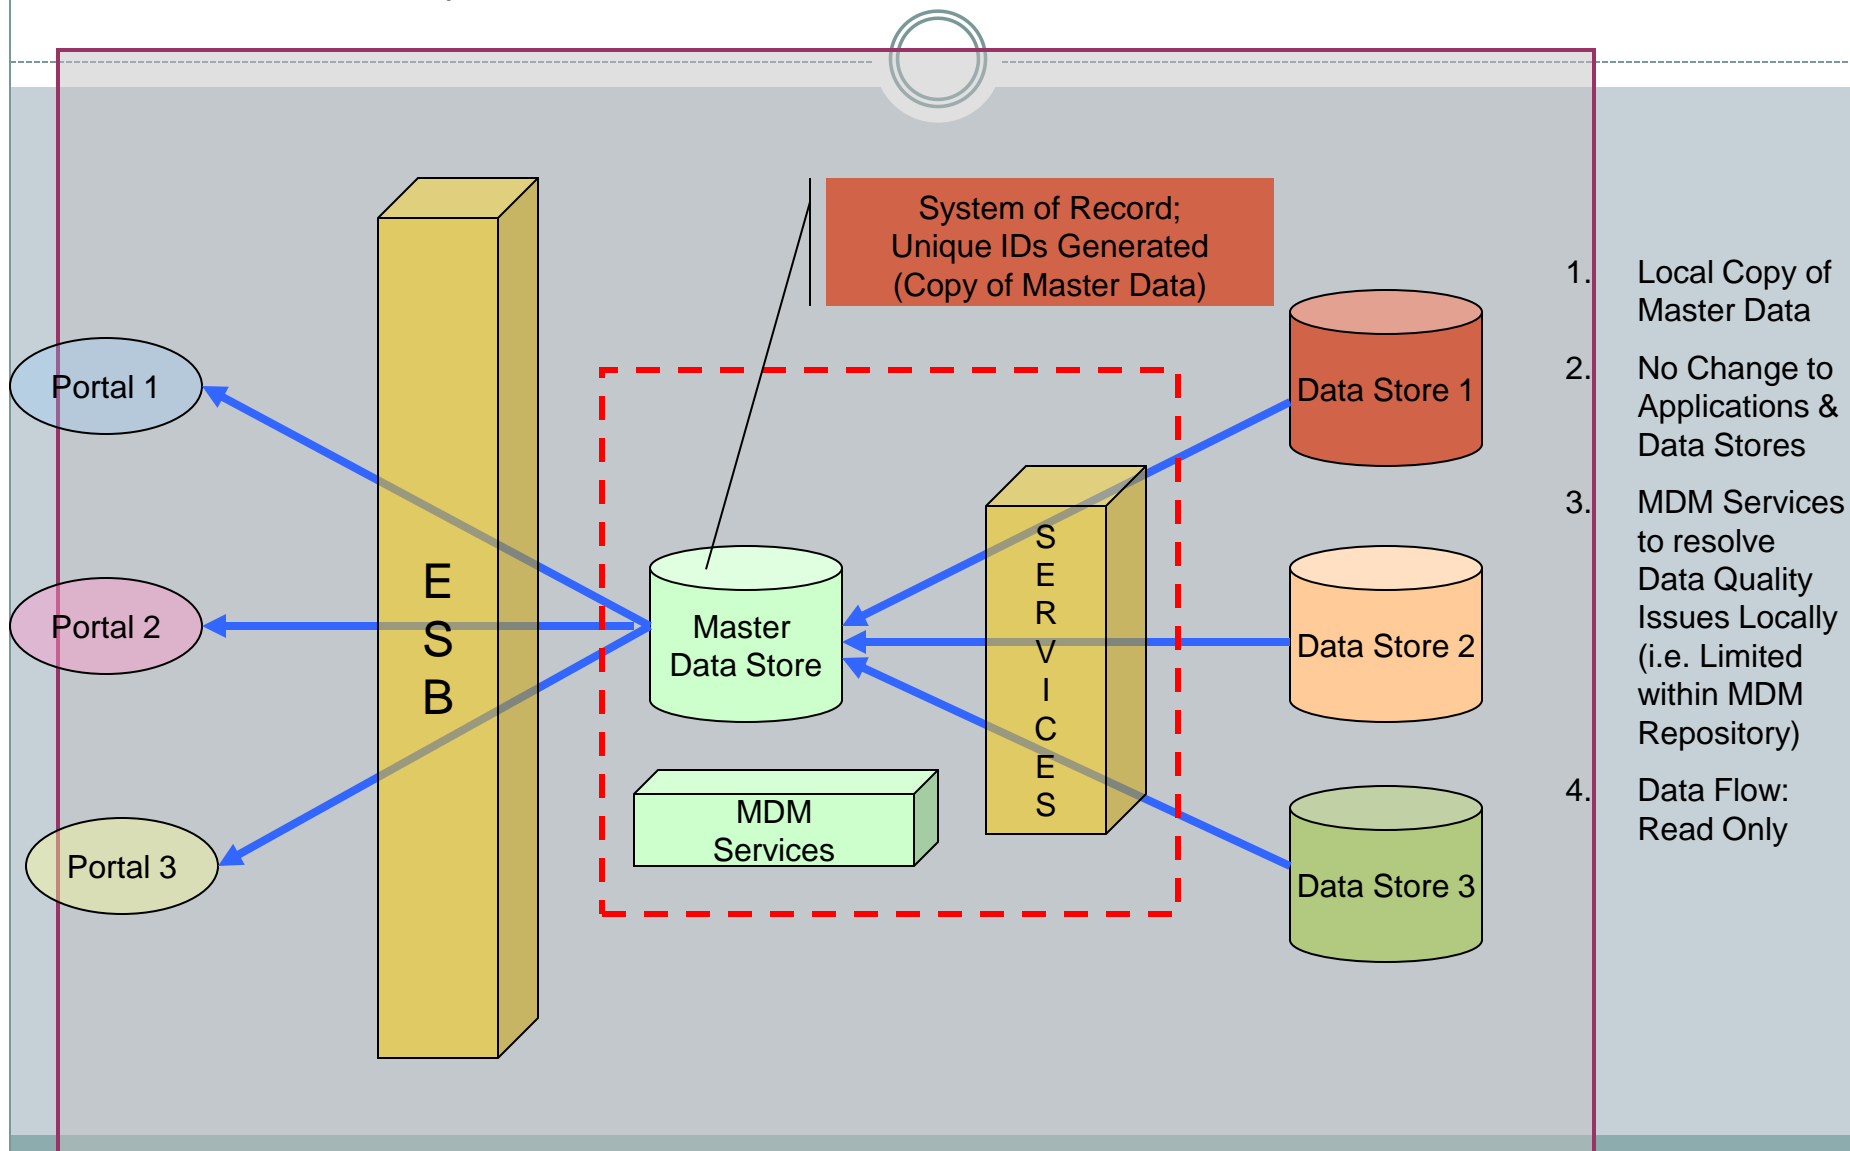 System of Record;
Unique IDs Generated
(Copy of Master Data)
Portal 1
Portal 2
Portal 3
E
S
B
Master
Data Store
MDM
Services
S
E
R
V
I
C
E
S
Data Store 1
Data Store 2
Data Store 3
1. Local Copy of
Master Data
2. No Change to
Applications &
Data Stores
3. MDM Services
to resolve
Data Quality
Issues Locally
(i.e. Limited
within MDM
Repository)
4. Data Flow:
Read Only